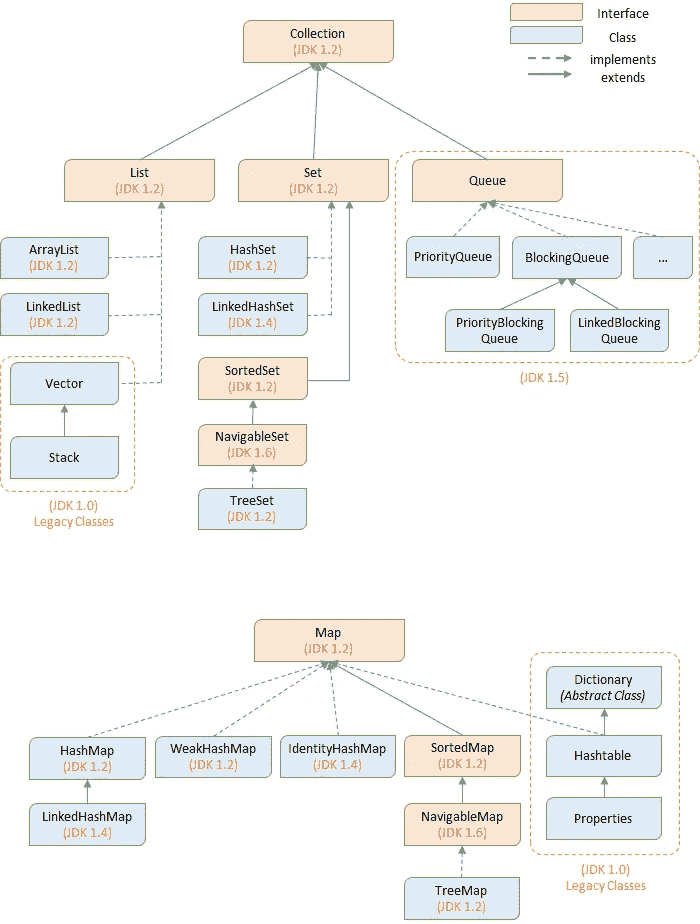 Interface
Class
implements
extends
Collection
(JDK 1.2)
List
(JDK 1.2)
Set
(JDK 1.2)
Queue
ArrayList
(JDK 1.2)
HashSet
(JDK 1.2)
PriorityQueue
BlockingQueue
...
LinkedList
(JDK 1.2)
LinkedHashSet
(JDK 1.4)
PriorityBlocking
Queue
LinkedBlocking
Queue
(JDK 1.5)
Vector
SortedSet
(JDK 1.2)
Stack
NavigableSet
(JDK 1.6)
(JDK 1.0)
Legacy Classes
TreeSet
(JDK 1.2)
Map
(JDK 1.2)
Dictionary
(Abstract Class)
HashMap
(JDK 1.2)
WeakHashMap
(JDK 1.2)
IdentityHashMap
(JDK 1.4)
SortedMap
(JDK 1.2)
Hashtable
LinkedHashMap
(JDK 1.4)
NavigableMap
(JDK 1.6)
Properties
(JDK 1.0)
Legacy Classes
TreeMap
(JDK 1.2)